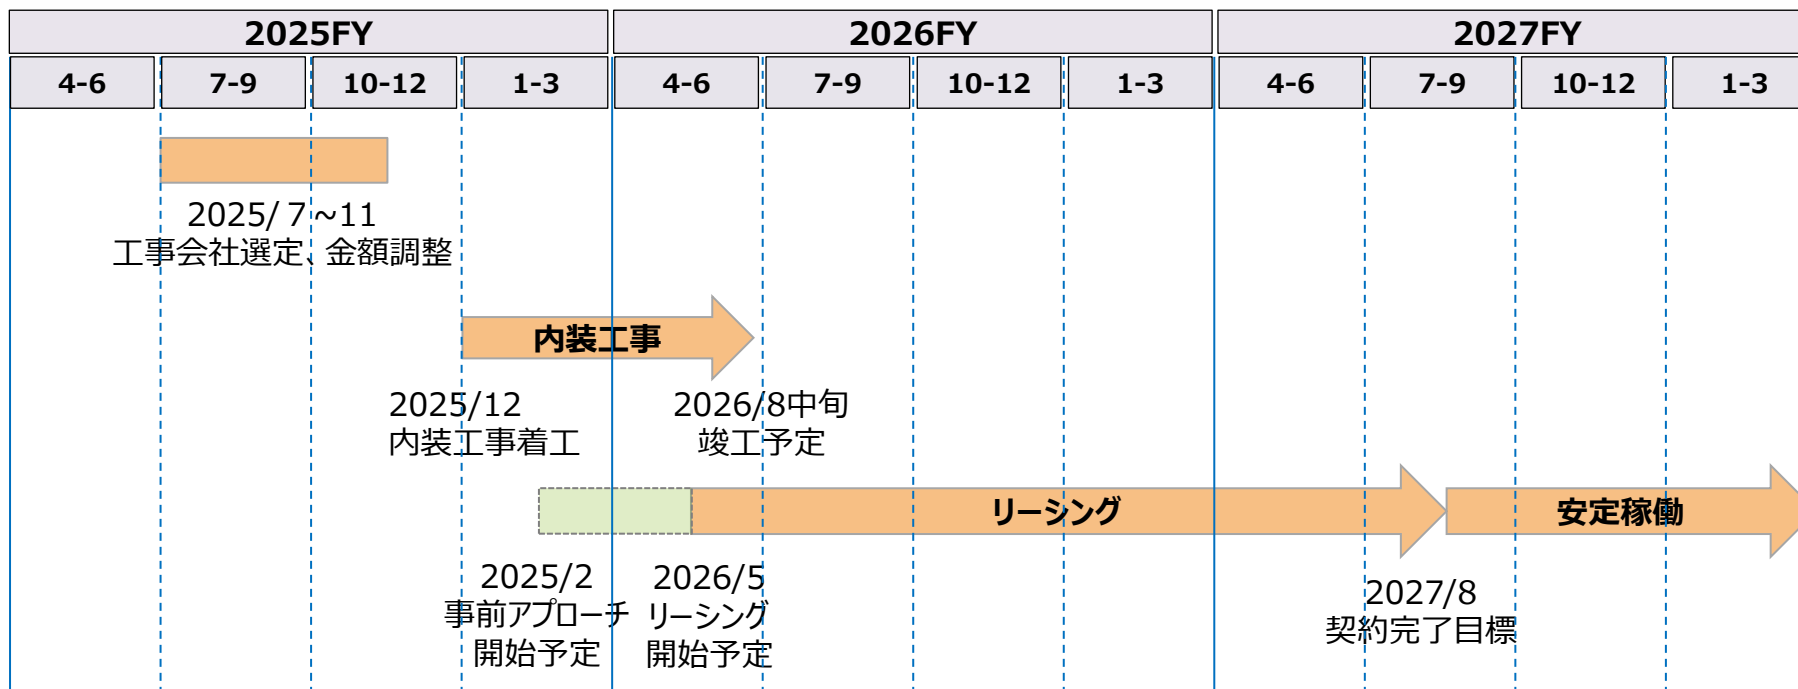 2025FY 2026FY 2027FY
4-6 7-9 10-12 1-3 4-6 7-9 10-12 1-3 4-6 7-9 10-12 1-3
2025/７~11
工事会社選定、金額調整
内装工事
2025/12
内装工事着工
2026/8中旬
竣工予定
リーシング
安定稼働
2025/2
事前アプローチ
開始予定
2026/5
リーシング
開始予定
2027/8
契約完了目標